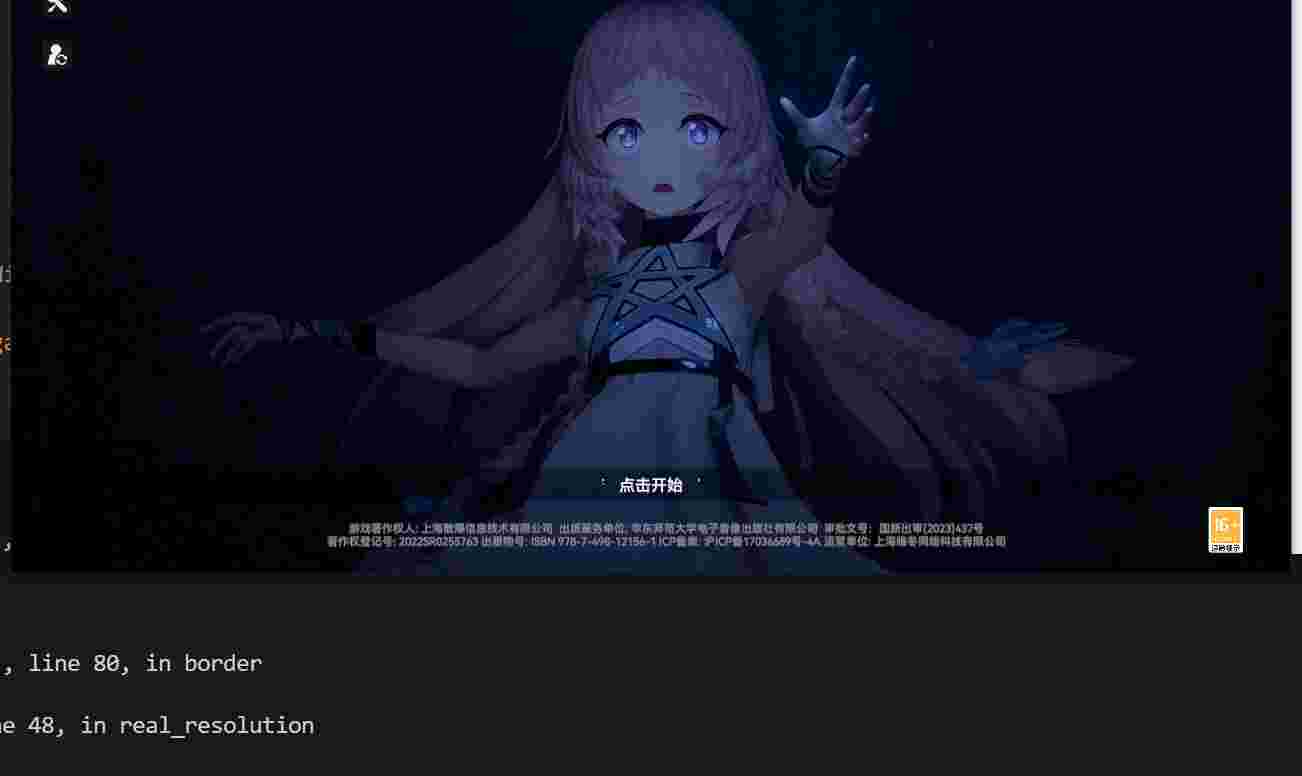 点击开始
游戏著作权人: 上海散爆信息技术有限公司 出版服务单位: 华东师范大学电子音像出版社有限公司 审批文号: 国新出审[2023]437号
著作权登记号: 2022SR0255763 出版物号: ISBN 978-7-498-12156-1 ICP备案: 沪ICP备17036689号-4A 运营单位: 上海暗冬网络科技有限公司
16+
适龄提示
di
ga
,
, line 80, in border
ne 48, in real_resolution